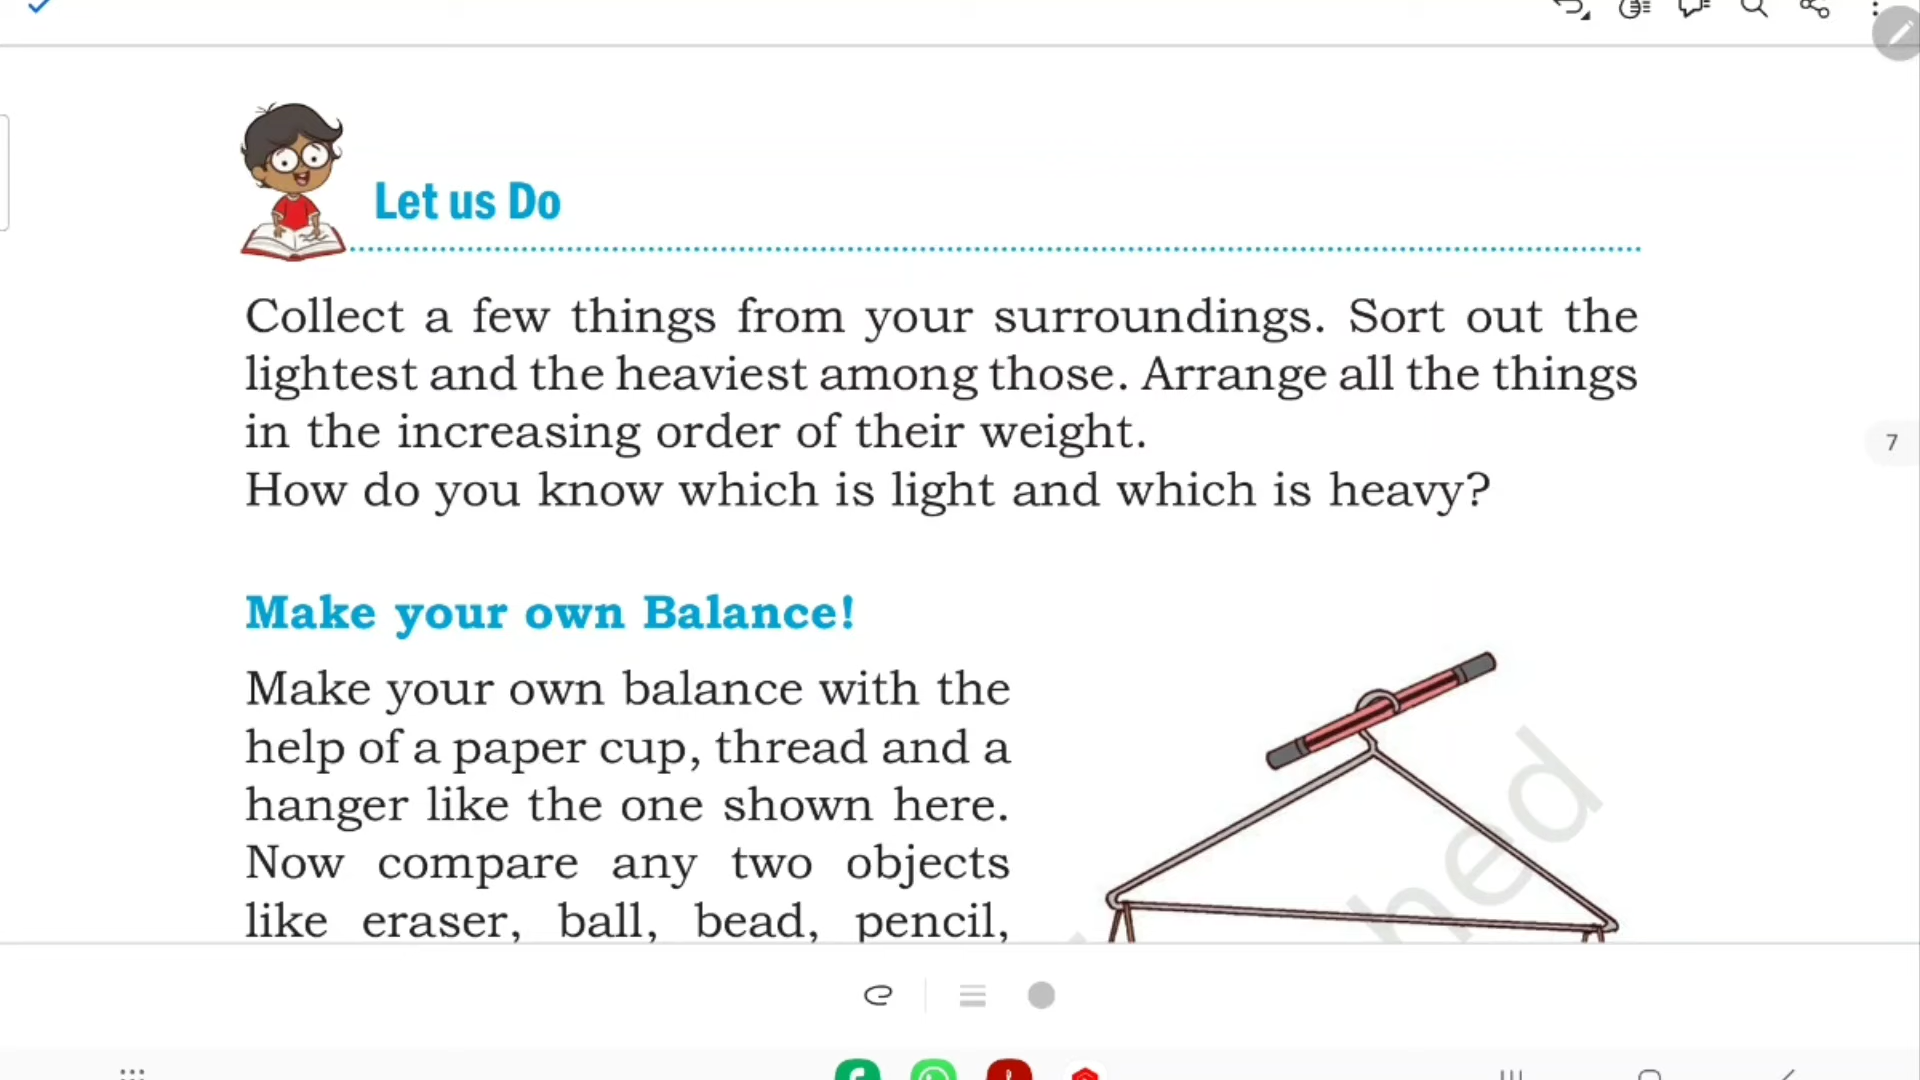 Let us Do
Collect a few things from your surroundings. Sort out the
lightest and the heaviest among those. Arrange all the things
in the increasing order of their weight.
How do you know which is light and which is heavy?
7
Make your own Balance!
Make your own balance with the
help of a paper cup, thread and a
hanger like the one shown here.
Now compare any two objects
like eraser, ball, bead, pencil,
hed